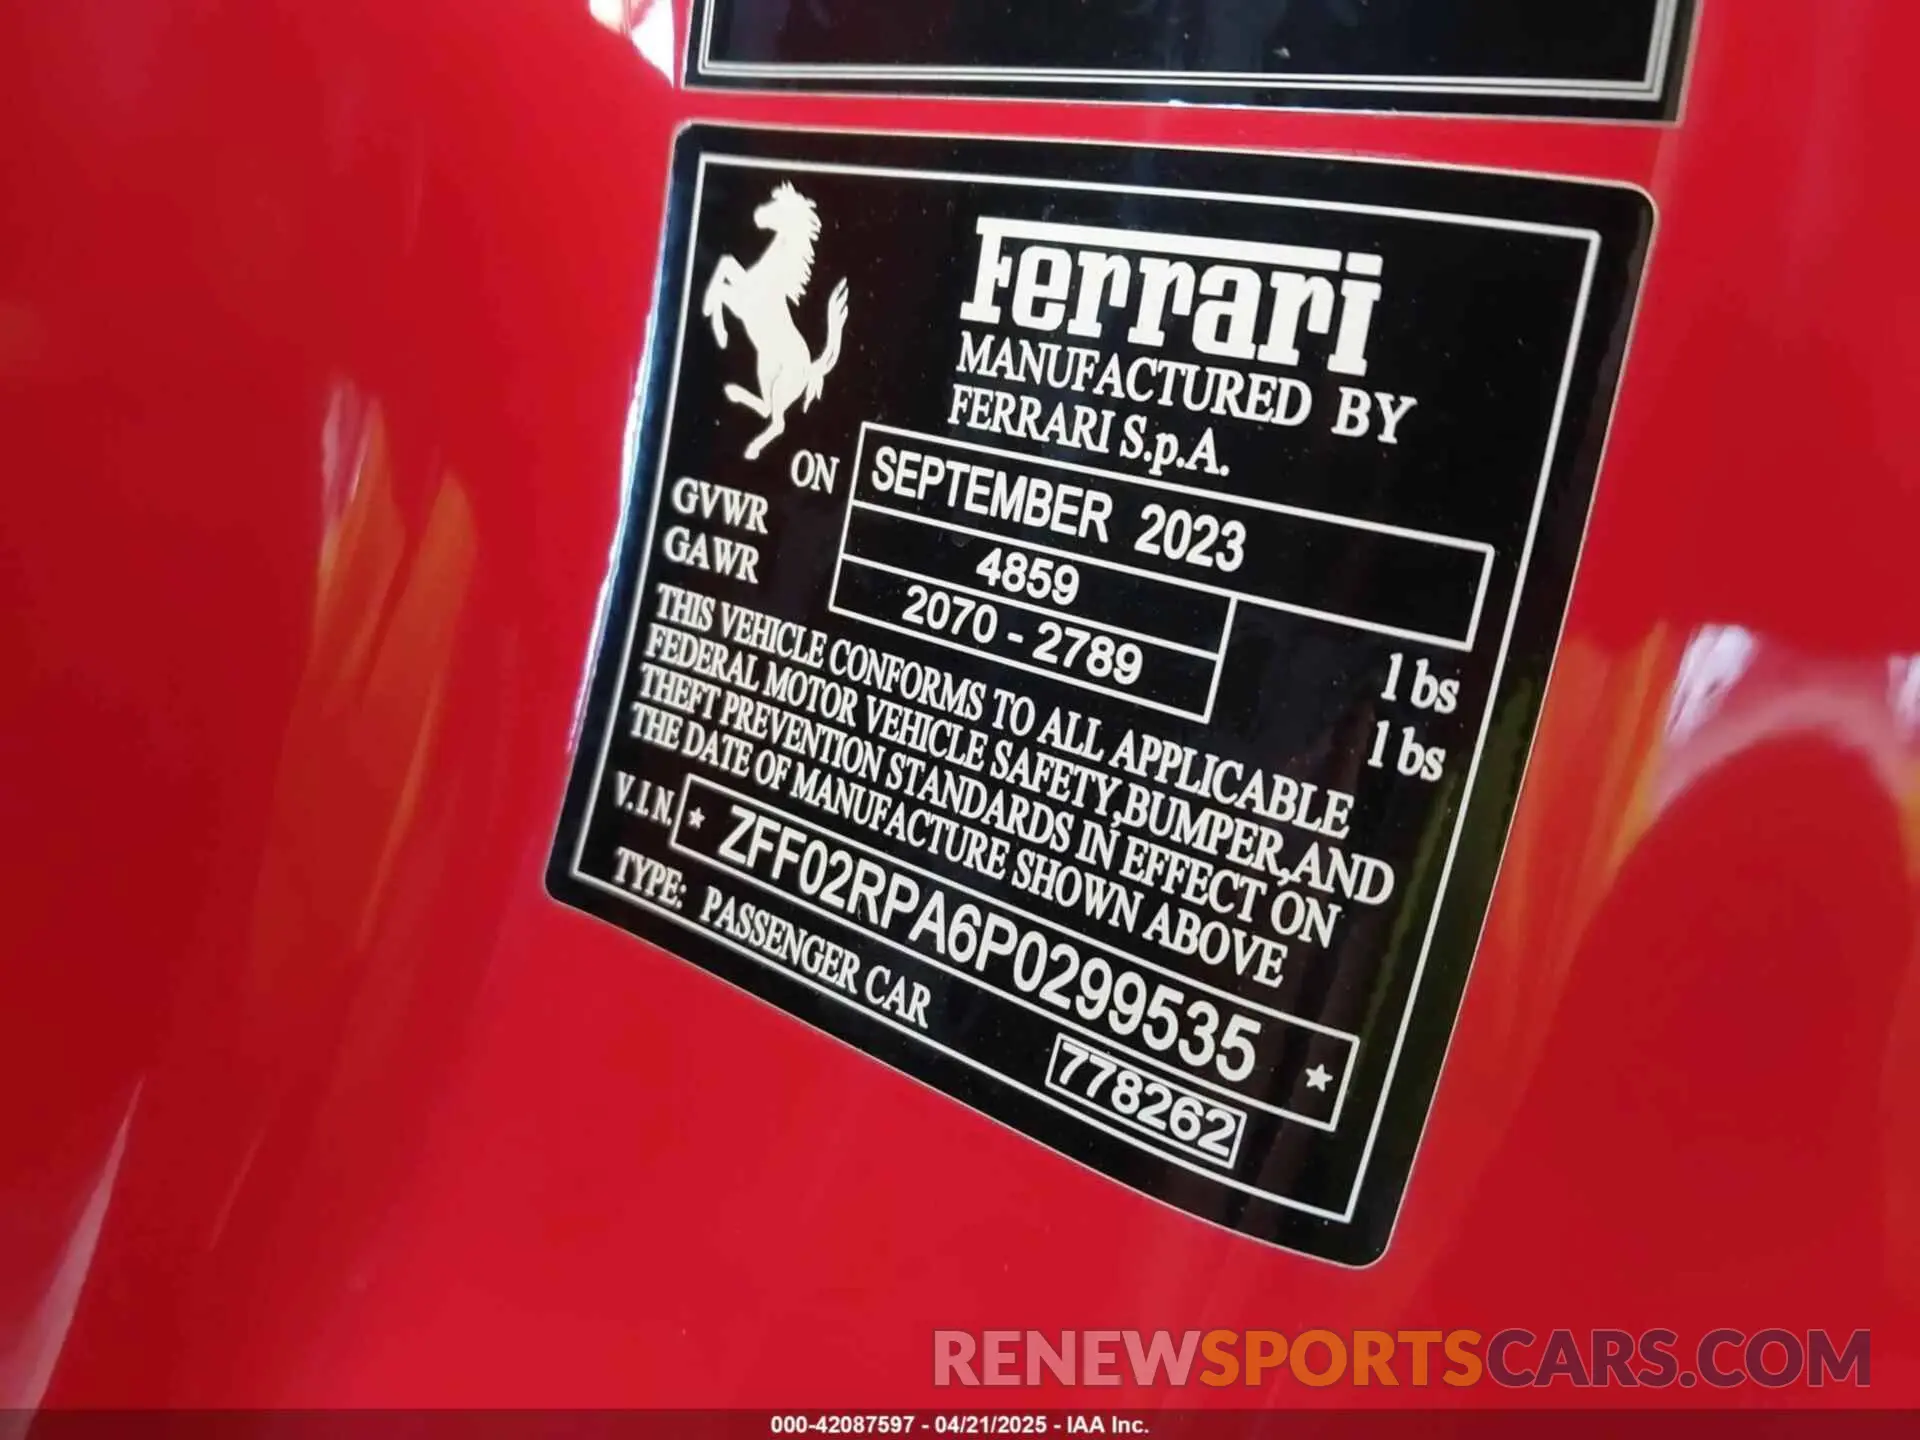 Ferrari
MANUFACTURED BY
FERRARI S.p.A.
ON SEPTEMBER 2023
GVWR 4859 lbs
GAWR 2070 - 2789 lbs
THIS VEHICLE CONFORMS TO ALL APPLICABLE
FEDERAL MOTOR VEHICLE SAFETY,BUMPER,AND
THEFT PREVENTION STANDARDS IN EFFECT ON
THE DATE OF MANUFACTURE SHOWN ABOVE
V.I.N. * ZFF02RPA6P0299535 *
TYPE: PASSENGER CAR
778262
RENEWSPORTSCARS.COM
000-42087597 - 04/21/2025 - IAA Inc.